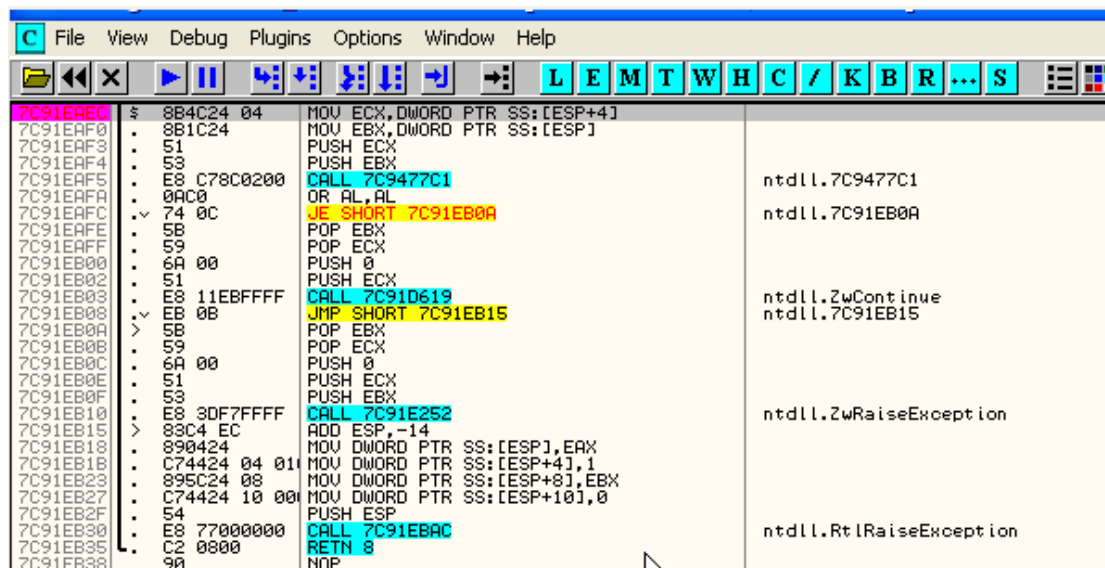 C File View Debug Plugins Options Window Help
L E M T W H C / K B R ... S
7C91EAEC $ 8B4C24 04 MOV ECX,DWORD PTR SS:[ESP+4]
7C91EAF0 . 8B1C24 MOV EBX,DWORD PTR SS:[ESP]
7C91EAF3 . 51 PUSH ECX
7C91EAF4 . 53 PUSH EBX
7C91EAF5 . E8 C78C0200 CALL 7C9477C1 ntdll.7C9477C1
7C91EAFA . 0AC0 OR AL,AL
7C91EAFC .v 74 0C JE SHORT 7C91EB0A ntdll.7C91EB0A
7C91EAFE . 5B POP EBX
7C91EAFF . 59 POP ECX
7C91EB00 . 6A 00 PUSH 0
7C91EB02 . 51 PUSH ECX
7C91EB03 . E8 11EBFFFF CALL 7C91D619 ntdll.ZwContinue
7C91EB08 .v EB 0B JMP SHORT 7C91EB15 ntdll.7C91EB15
7C91EB0A > 5B POP EBX
7C91EB0B . 59 POP ECX
7C91EB0C . 6A 00 PUSH 0
7C91EB0E . 51 PUSH ECX
7C91EB0F . 53 PUSH EBX
7C91EB10 . E8 3DF7FFFF CALL 7C91E252 ntdll.ZwRaiseException
7C91EB15 > 83C4 EC ADD ESP,-14
7C91EB18 . 890424 MOV DWORD PTR SS:[ESP],EAX
7C91EB1B . C74424 04 01 MOV DWORD PTR SS:[ESP+4],1
7C91EB23 . 895C24 08 MOV DWORD PTR SS:[ESP+8],EBX
7C91EB27 . C74424 10 00 MOV DWORD PTR SS:[ESP+10],0
7C91EB2F . 54 PUSH ESP
7C91EB30 . E8 77000000 CALL 7C91EBAC ntdll.RtlRaiseException
7C91EB35 . C2 0800 RETN 8
7C91EB38 90 NOP